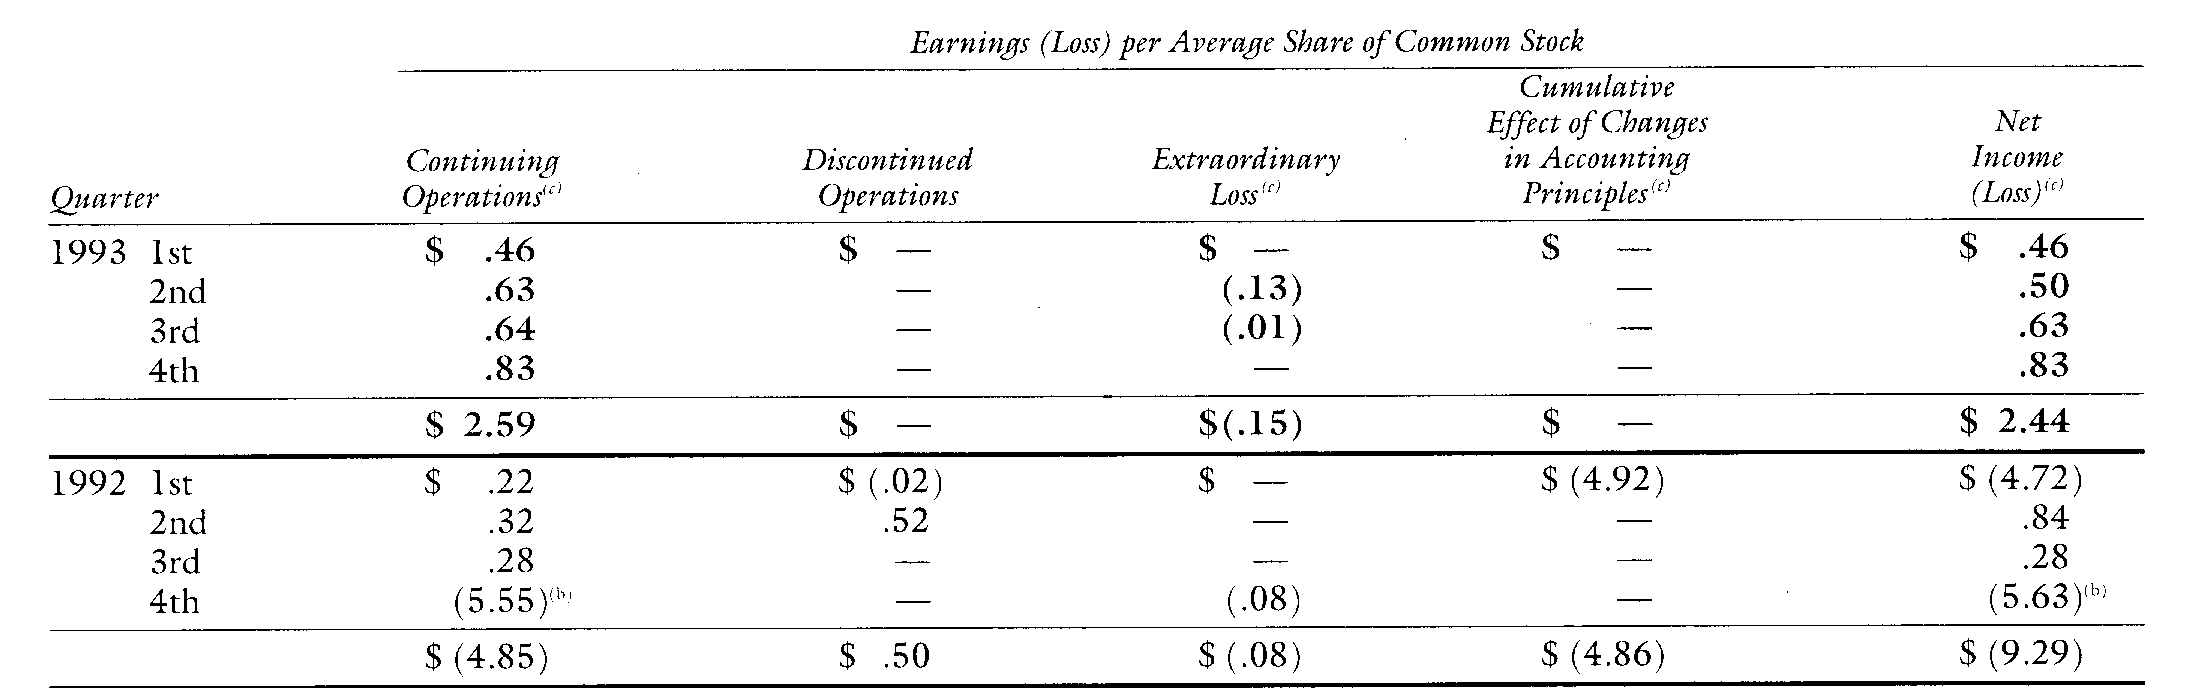 Earnings (Loss) per Average Share of Common Stock
Cumulative
Effect of Changes Net
Continuing Discontinued Extraordinary in Accounting Income
Quarter Operations(c) Operations Loss(c) Principles(c) (Loss)(c)
1993 1st $ .46 $ — $ — $ — $ .46
2nd .63 — (.13) — .50
3rd .64 — (.01) — .63
4th .83 — — — .83
$ 2.59 $ — $(.15) $ — $ 2.44
1992 1st $ .22 $ (.02) $ — $ (4.92) $ (4.72)
2nd .32 .52 — — .84
3rd .28 — — — .28
4th (5.55)(b) — (.08) — (5.63)(b)
$ (4.85) $ .50 $ (.08) $ (4.86) $ (9.29)